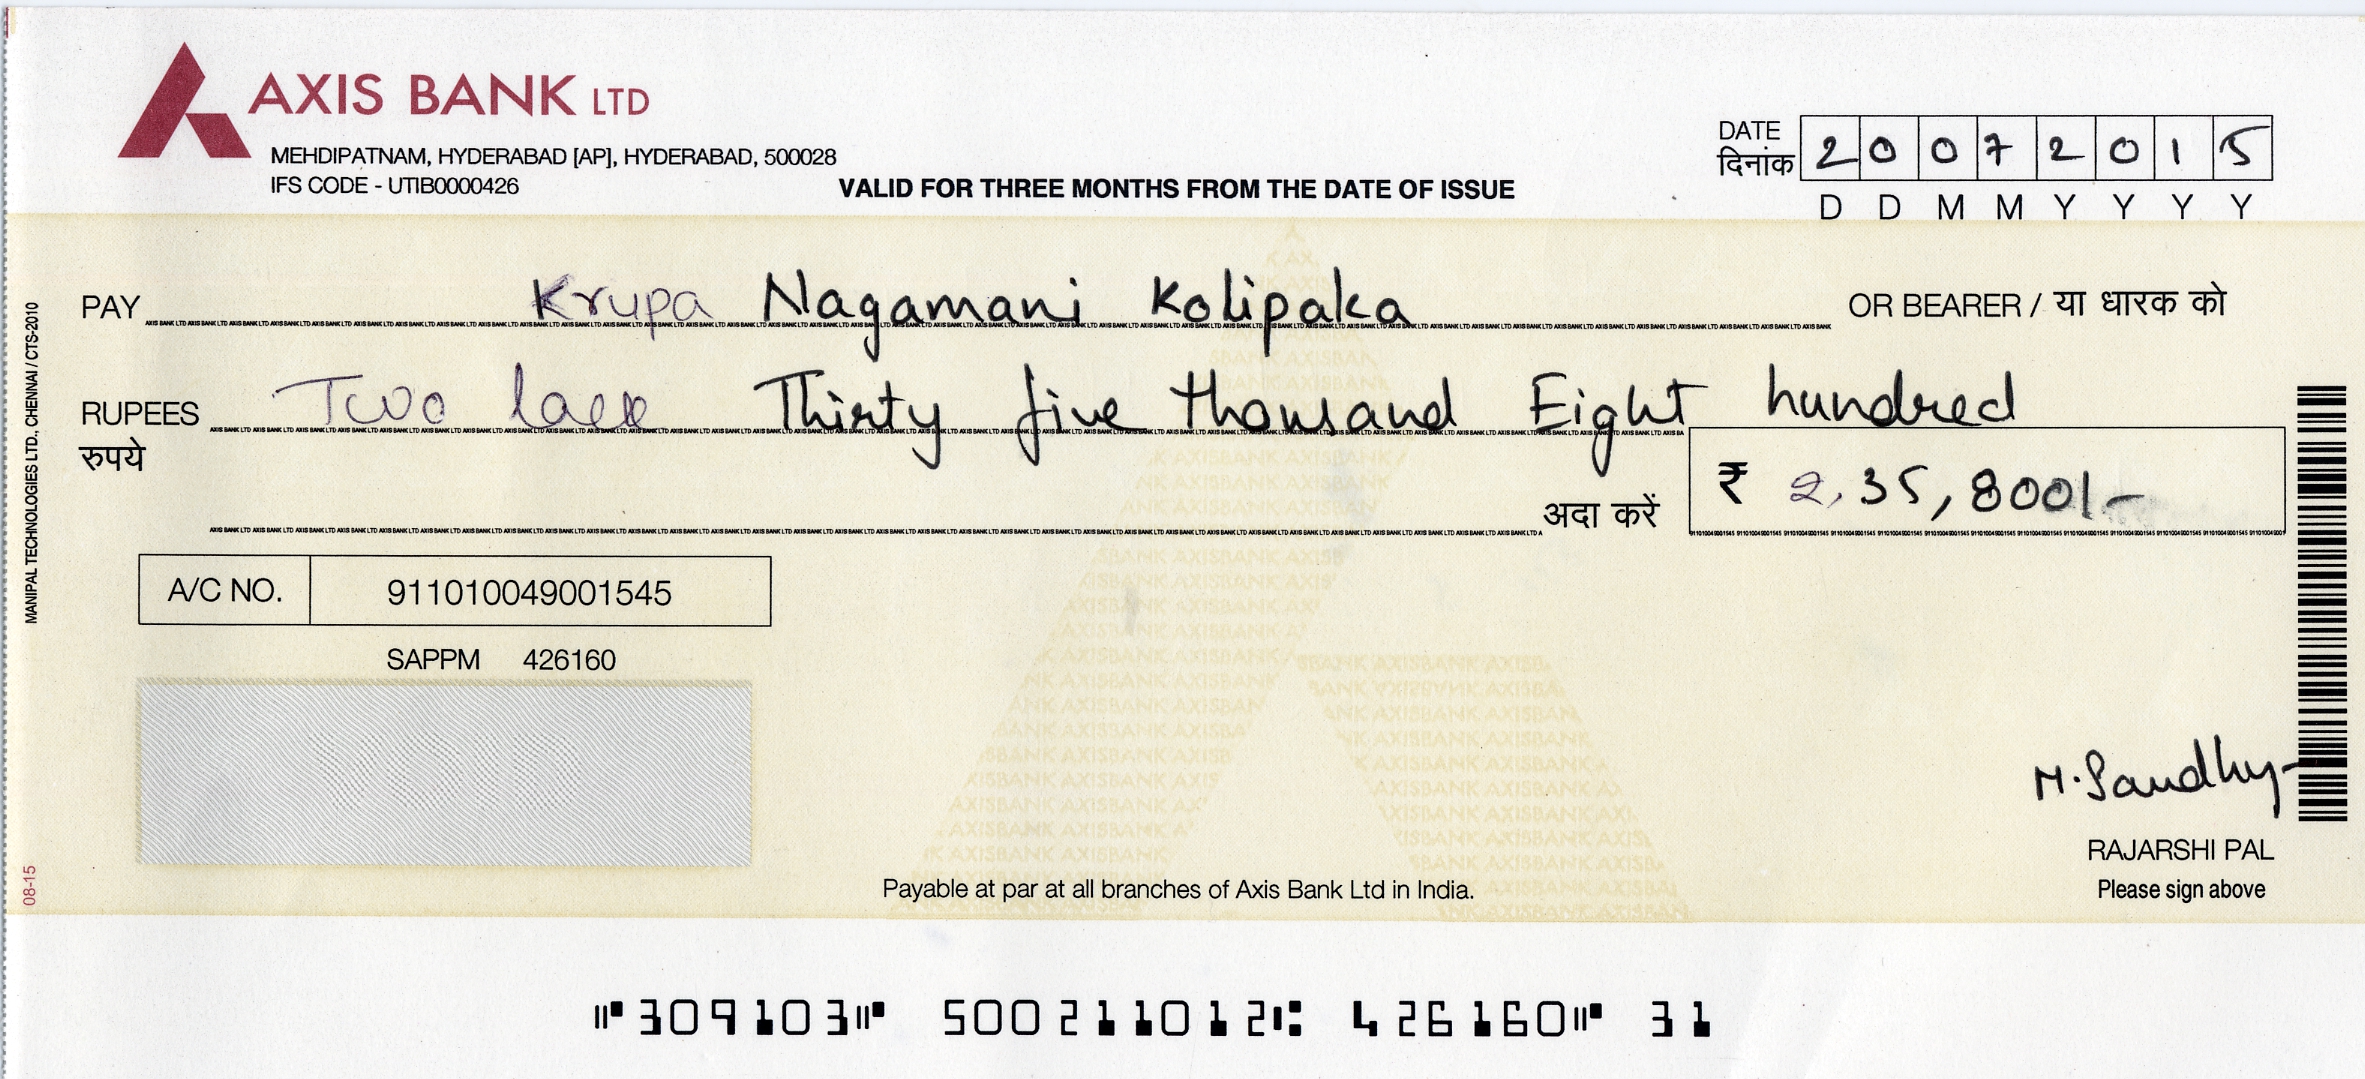 AXIS BANK LTD
MEHDIPATNAM, HYDERABAD [AP], HYDERABAD, 500028
IFS CODE - UTIB0000426
VALID FOR THREE MONTHS FROM THE DATE OF ISSUE
DATE
दिनांक
2 0 0 7 2 0 1 5
D D M M Y Y Y Y
PAY Krupa Nagamani Kolipaka OR BEARER / या धारक को
RUPEES Two lack Thirty five thousand Eight hundred
रुपये
अदा करें ₹ 2,35,800/-
A/C NO. 911010049001545
SAPPM 426160
VOID
M. Sandhy
RAJARSHI PAL
Please sign above
Payable at par at all branches of Axis Bank Ltd in India.
MANIPAL TECHNOLOGIES LTD., CHENNAI / CTS-2010
08-15
⑈309103⑈ 500211012⑆ 426160⑈ 31